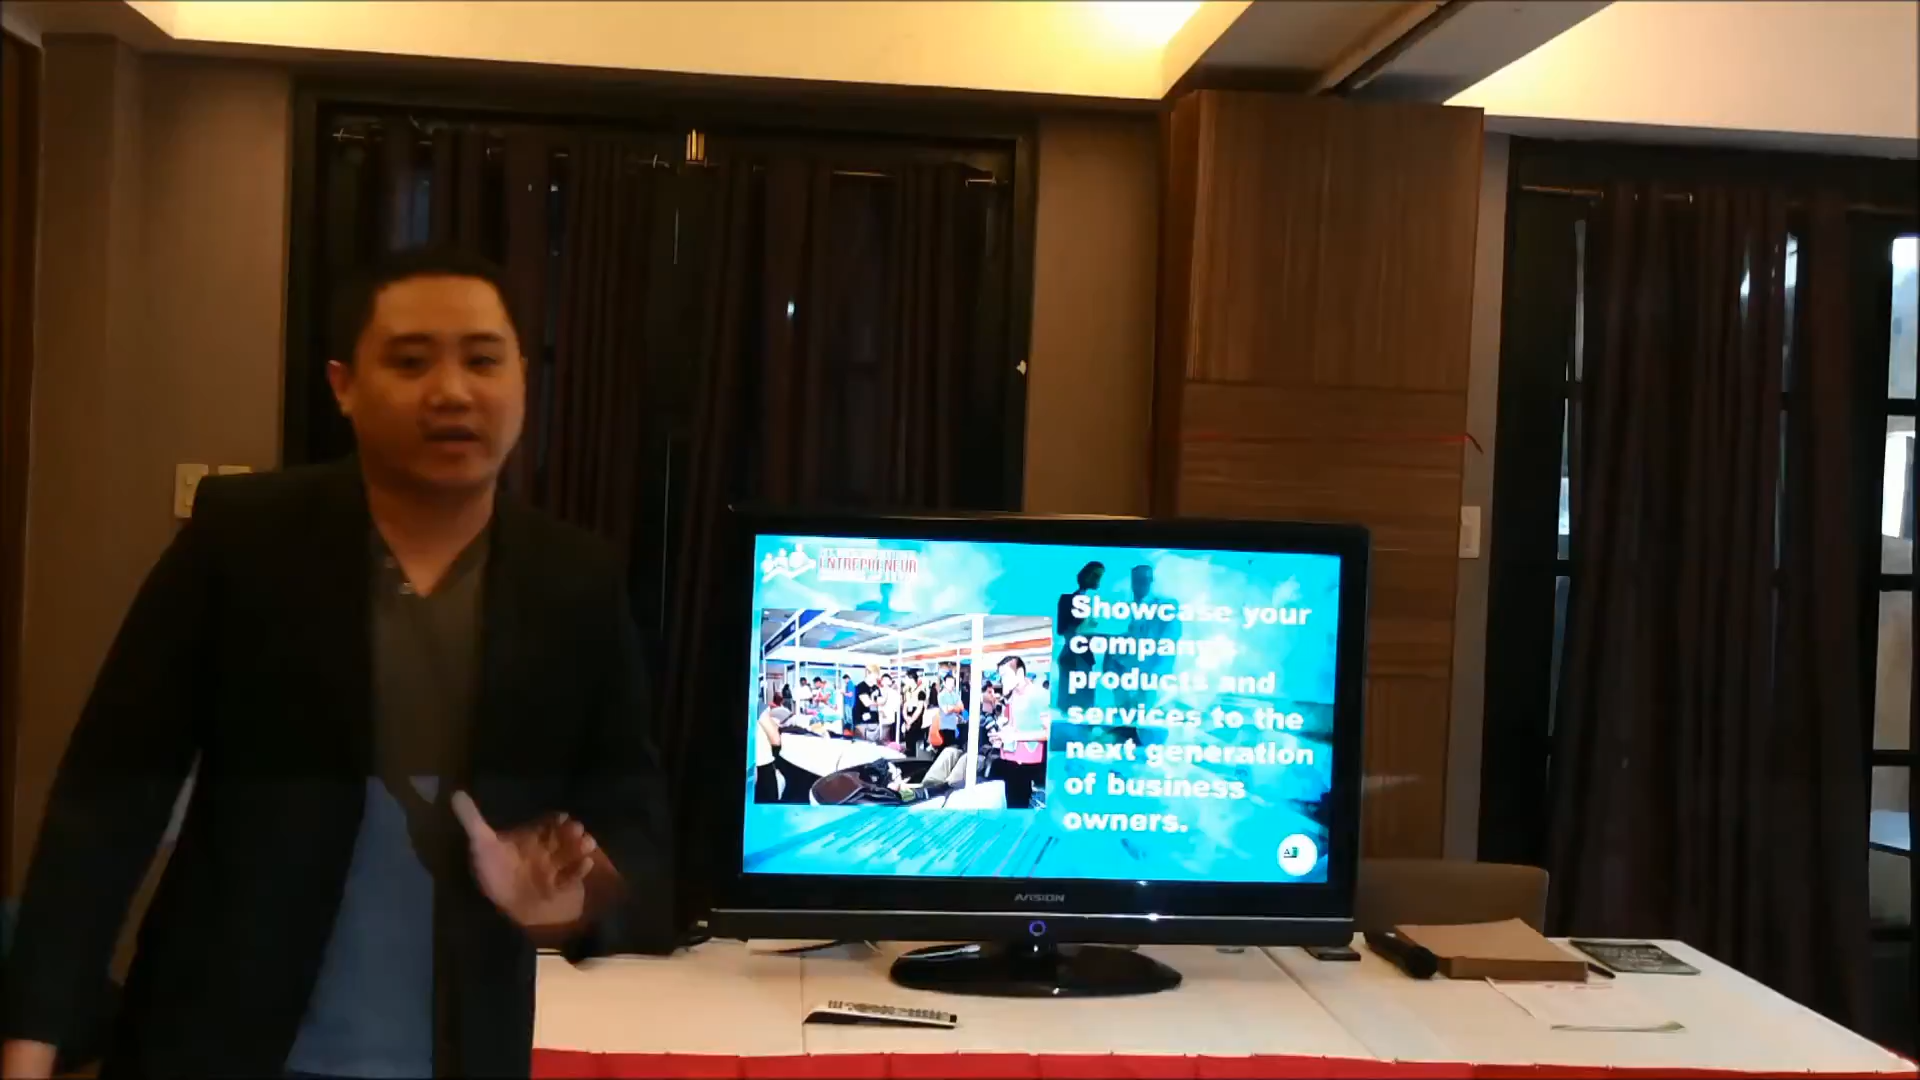 ENTREPRENEUR
Showcase your
company's
products and
services to the
next generation
of business
owners.
AVISION